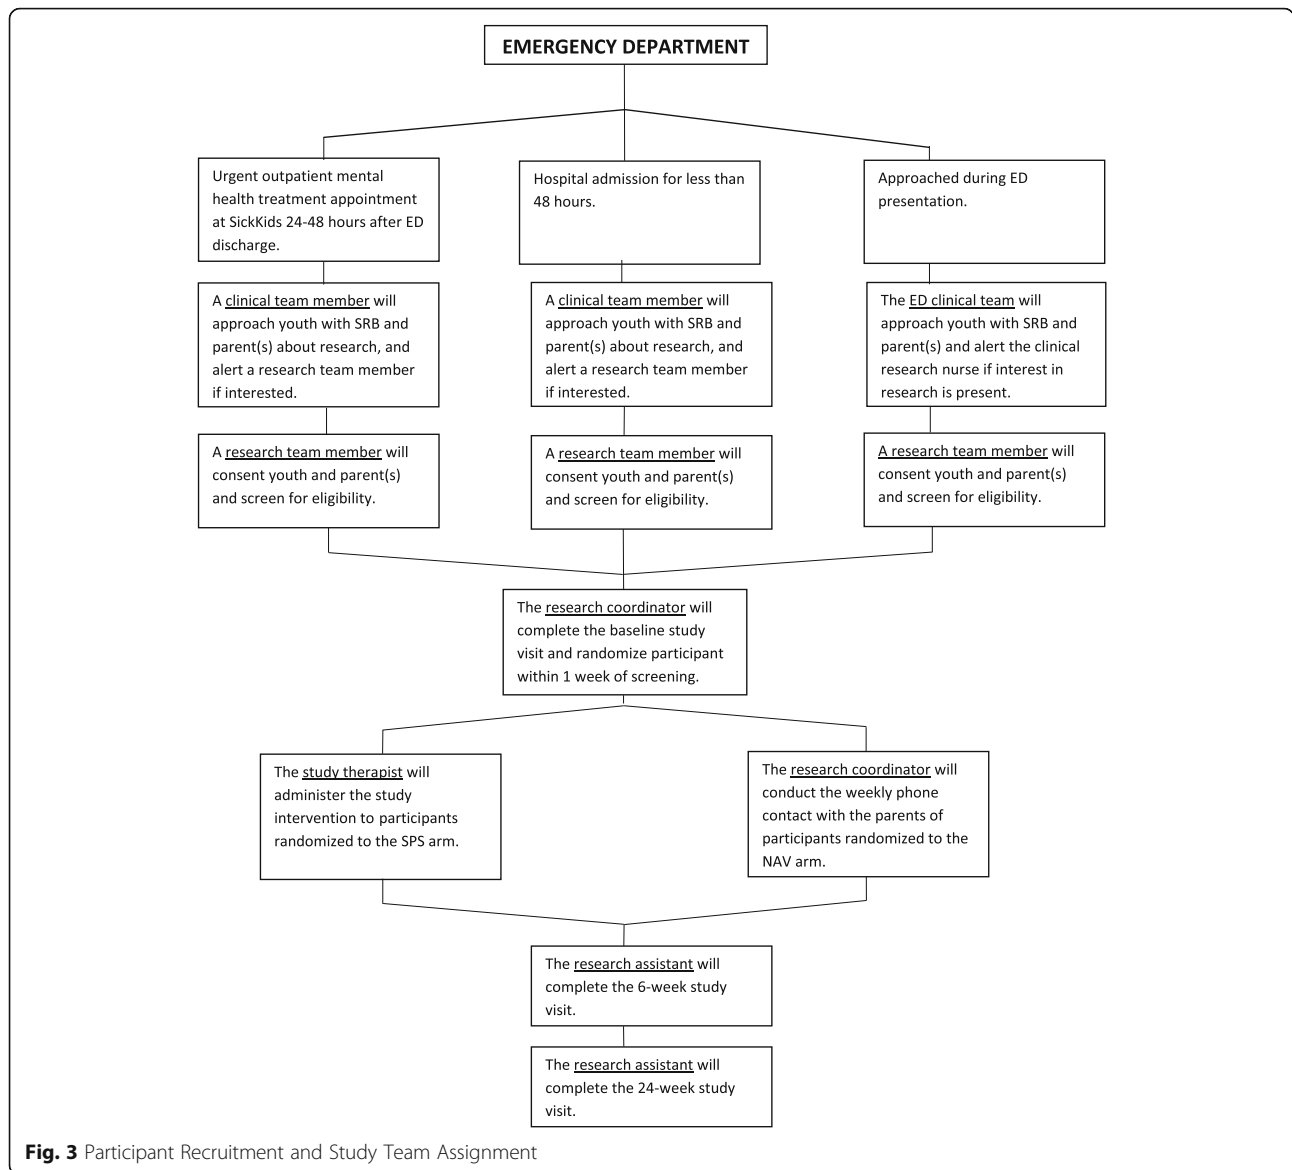 EMERGENCY DEPARTMENT
Urgent outpatient mental
health treatment appointment
at SickKids 24-48 hours after ED
discharge.
Hospital admission for less than
48 hours.
Approached during ED
presentation.
A clinical team member will
approach youth with SRB and
parent(s) about research, and
alert a research team member
if interested.
A clinical team member will
approach youth with SRB and
parent(s) about research, and
alert a research team member
if interested.
The ED clinical team will
approach youth with SRB and
parent(s) and alert the clinical
research nurse if interest in
research is present.
A research team member will
consent youth and parent(s)
and screen for eligibility.
A research team member will
consent youth and parent(s)
and screen for eligibility.
A research team member will
consent youth and parent(s)
and screen for eligibility.
The research coordinator will
complete the baseline study
visit and randomize participant
within 1 week of screening.
The study therapist will
administer the study
intervention to participants
randomized to the SPS arm.
The research coordinator will
conduct the weekly phone
contact with the parents of
participants randomized to the
NAV arm.
The research assistant will
complete the 6-week study
visit.
The research assistant will
complete the 24-week study
visit.
Fig. 3 Participant Recruitment and Study Team Assignment